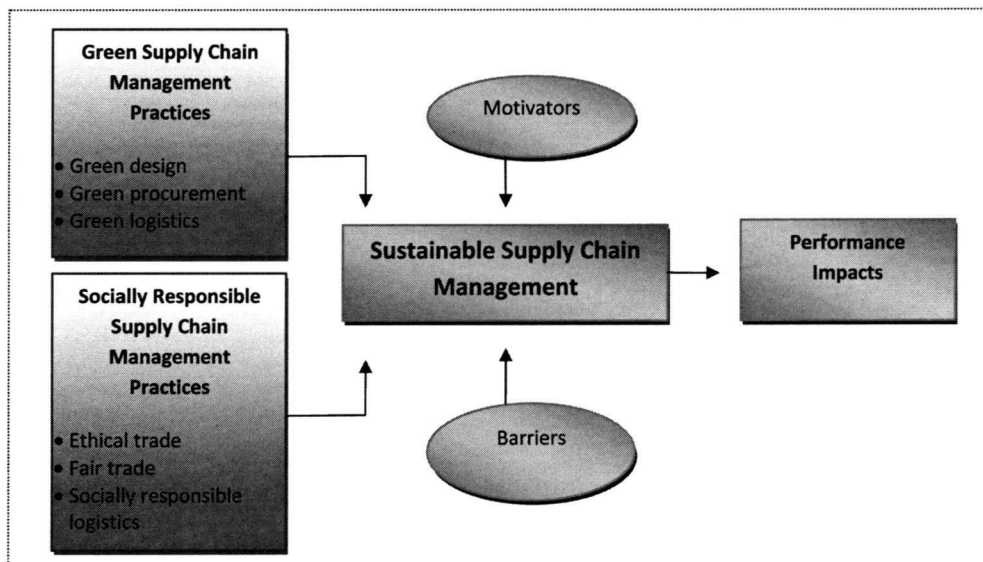 Green Supply Chain
Management
Practices
• Green design
• Green procurement
• Green logistics
Socially Responsible
Supply Chain
Management
Practices
• Ethical trade
• Fair trade
• Socially responsible
logistics
Motivators
Sustainable Supply Chain
Management
Barriers
Performance
Impacts